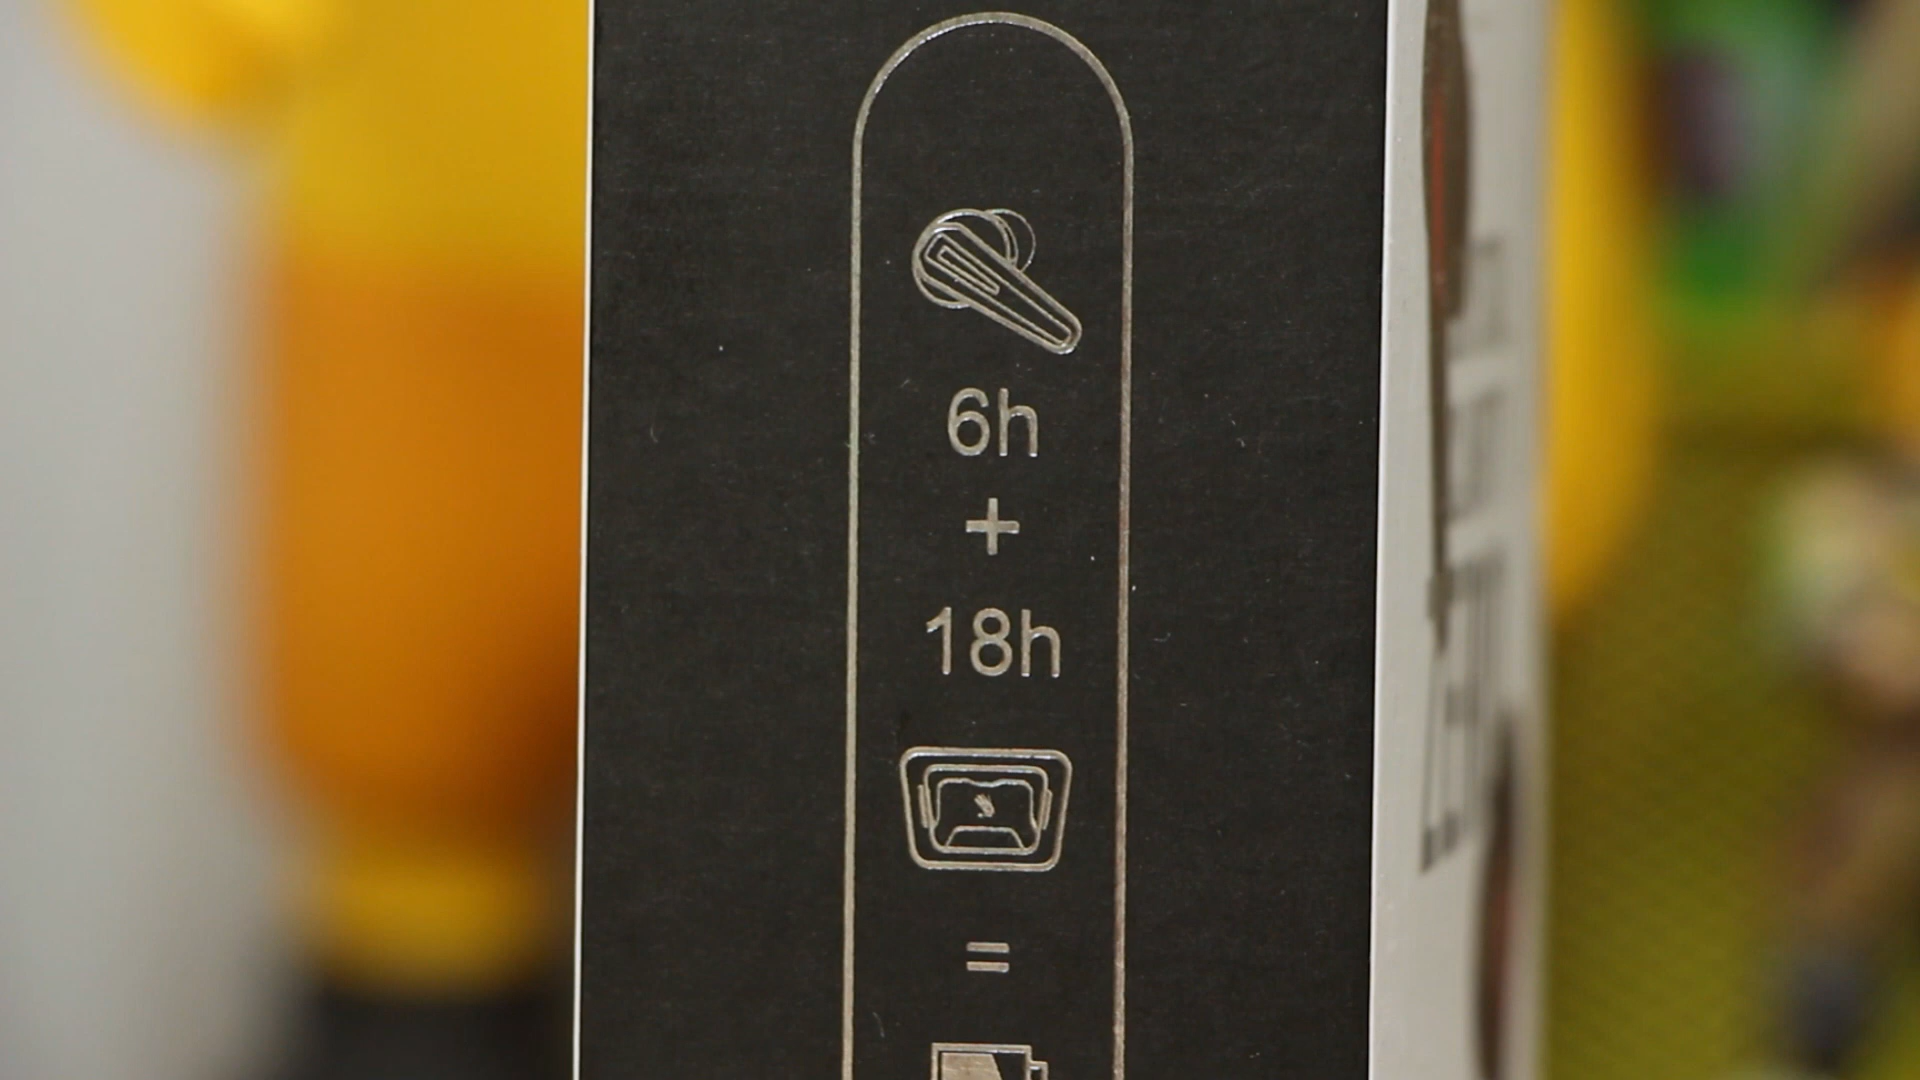 6h
+
18h
=